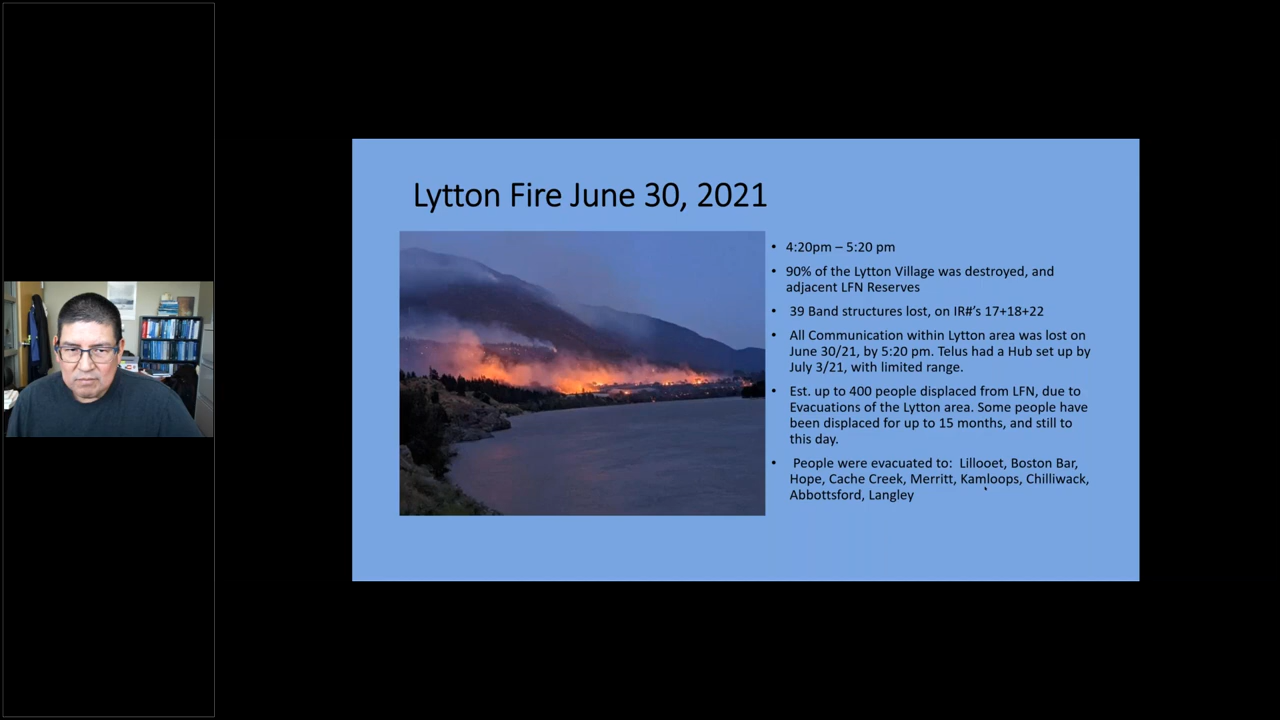 Lytton Fire June 30, 2021
• 4:20pm – 5:20 pm
• 90% of the Lytton Village was destroyed, and
adjacent LFN Reserves
• 39 Band structures lost, on IR#'s 17+18+22
• All Communication within Lytton area was lost on
June 30/21, by 5:20 pm. Telus had a Hub set up by
July 3/21, with limited range.
• Est. up to 400 people displaced from LFN, due to
Evacuations of the Lytton area. Some people have
been displaced for up to 15 months, and still to
this day.
• People were evacuated to: Lillooet, Boston Bar,
Hope, Cache Creek, Merritt, Kamloops, Chilliwack,
Abbottsford, Langley